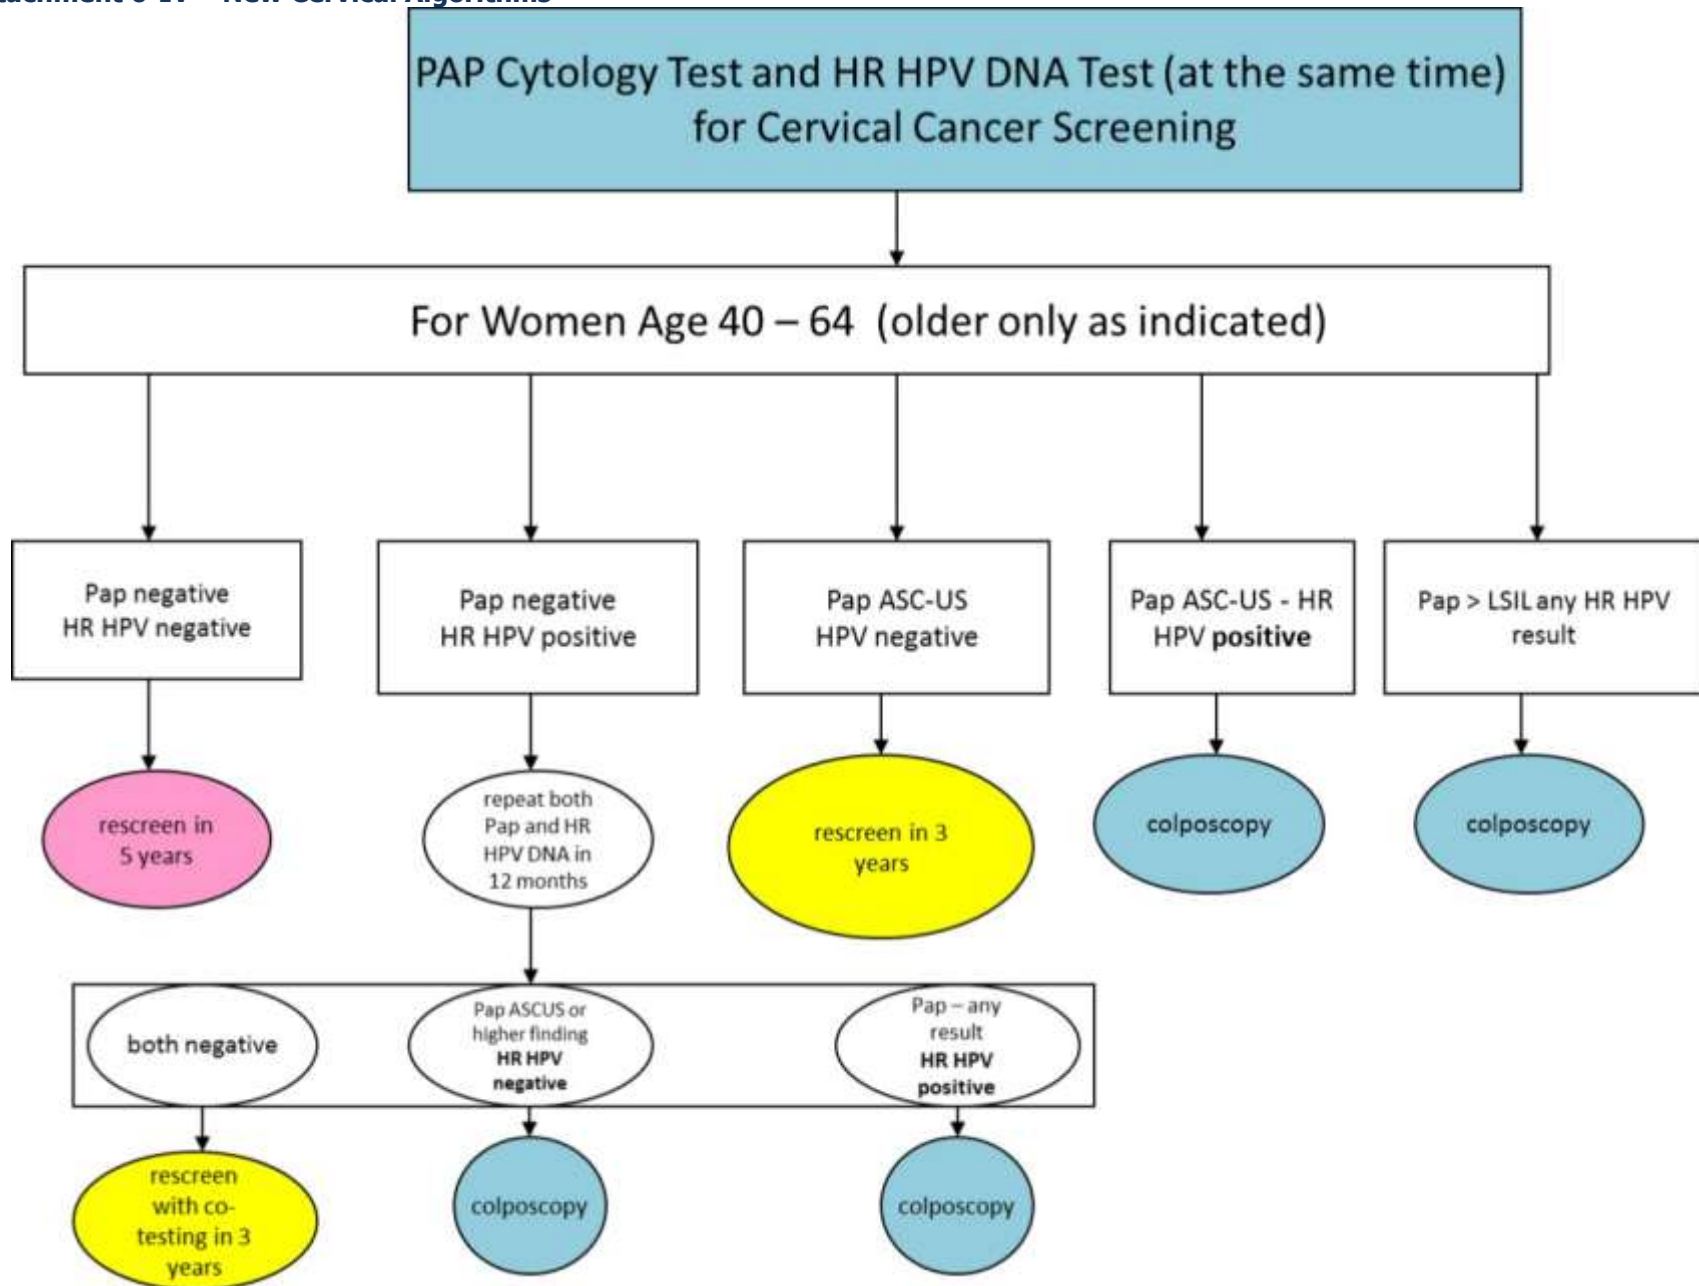 PAP Cytology Test and HR HPV DNA Test (at the same time)
for Cervical Cancer Screening
For Women Age 40 – 64 (older only as indicated)
Pap negative
HR HPV negative
Pap negative
HR HPV positive
Pap ASC-US
HPV negative
Pap ASC-US - HR
HPV positive
Pap > LSIL any HR HPV
result
rescreen in
5 years
repeat both
Pap and HR
HPV DNA in
12 months
rescreen in 3
years
colposcopy
colposcopy
both negative
Pap ASCUS or
higher finding
HR HPV
negative
Pap – any
result
HR HPV
positive
rescreen
with co-
testing in 3
years
colposcopy
colposcopy